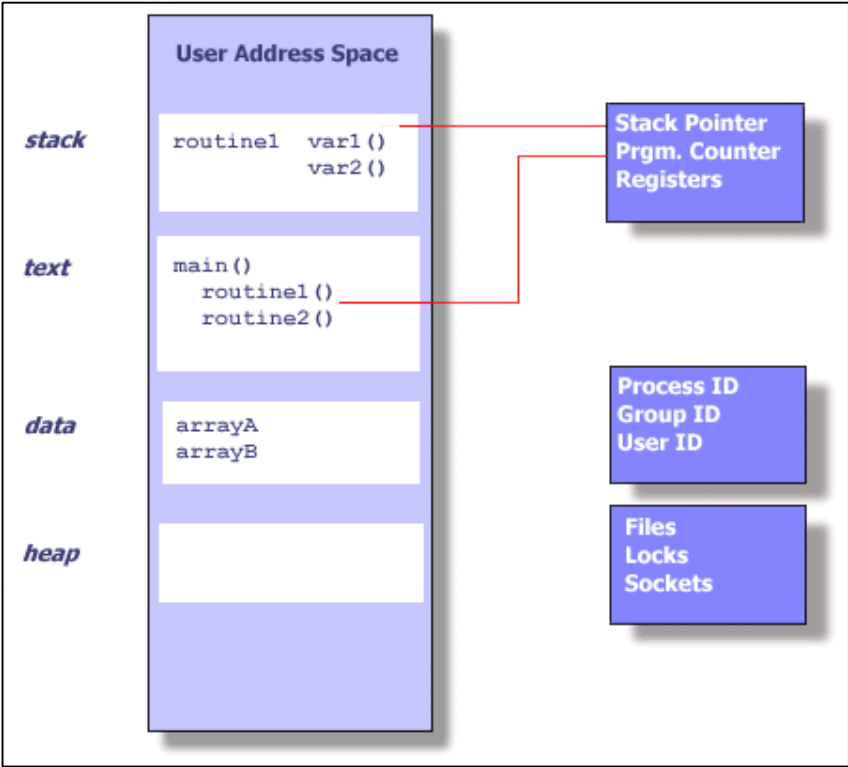 User Address Space
stack
routine1 var1()
var2()
text
main()
routine1()
routine2()
data
arrayA
arrayB
heap
Stack Pointer
Prgm. Counter
Registers
Process ID
Group ID
User ID
Files
Locks
Sockets